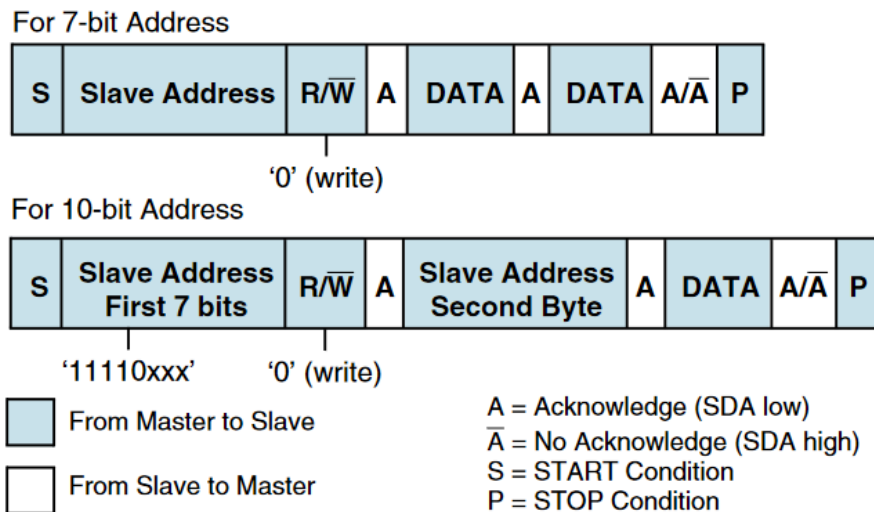 For 7-bit Address
S Slave Address R/W̅ A DATA A DATA A/A̅ P
‘0’ (write)
For 10-bit Address
S Slave Address First 7 bits R/W̅ A Slave Address Second Byte A DATA A/A̅ P
‘11110xxx’ ‘0’ (write)
From Master to Slave
From Slave to Master
A = Acknowledge (SDA low)
A̅ = No Acknowledge (SDA high)
S = START Condition
P = STOP Condition